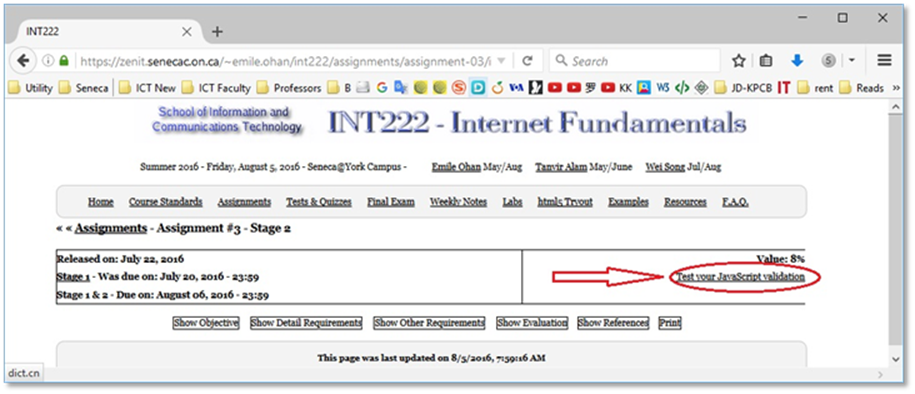 INT222
https://zenit.senecac.on.ca/~emile.ohan/int222/assignments/assignment-03/i
Search
Utility Seneca ICT New ICT Faculty Professors B KK JD-KPCB IT rent Reads
School of Information and
Communications Technology
INT222 - Internet Fundamentals
Summer 2016 - Friday, August 5, 2016 - Seneca@York Campus - Emile Ohan May/Aug Tanvir Alam May/June Wei Song Jul/Aug
Home Course Standards Assignments Tests & Quizzes Final Exam Weekly Notes Labs html5 Tryout Examples Resources F.A.Q.
« « Assignments - Assignment #3 - Stage 2
Released on: July 22, 2016 Value: 8%
Stage 1 - Was due on: July 20, 2016 - 23:59 Test your JavaScript validation
Stage 1 & 2 - Due on: August 06, 2016 - 23:59
Show Objective Show Detail Requirements Show Other Requirements Show Evaluation Show References Print
This page was last updated on 8/5/2016, 7:59:16 AM
dict.cn